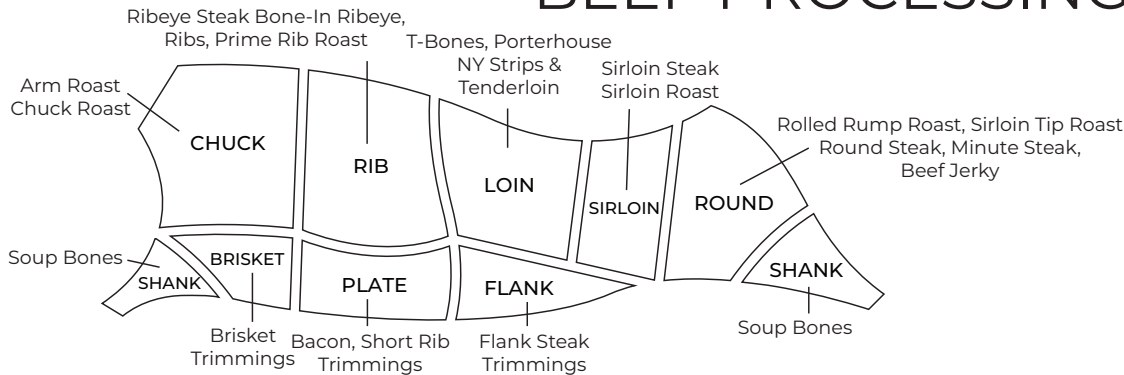 BEEF PROCESSING
Ribeye Steak Bone-In Ribeye,
Ribs, Prime Rib Roast
T-Bones, Porterhouse
NY Strips &
Tenderloin
Sirloin Steak
Sirloin Roast
Arm Roast
Chuck Roast
Rolled Rump Roast, Sirloin Tip Roast
Round Steak, Minute Steak,
Beef Jerky
CHUCK
RIB
LOIN
SIRLOIN
ROUND
Soup Bones
SHANK
BRISKET
PLATE
FLANK
SHANK
Brisket
Trimmings
Bacon, Short Rib
Trimmings
Flank Steak
Trimmings
Soup Bones